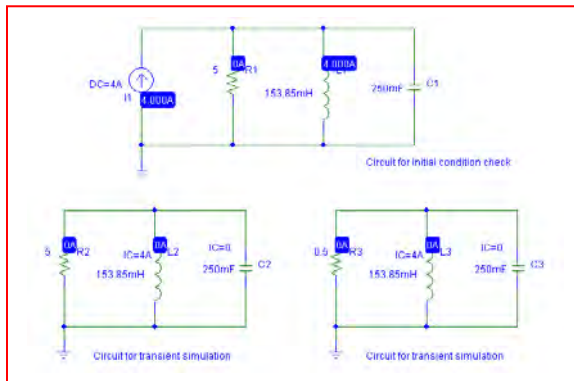 0A
4.000A
5
R1
DC=4A
I1
4.000A
153.85mH
250mF
C1
Circuit for initial condition check
0A
0A
IC=0
5
R2
IC=4A
L2
C2
153.85mH
250mF
Circuit for transient simulation
0A
0A
IC=0
0.5
R3
IC=4A
L3
C3
153.85mH
250mF
Circuit for transient simulation